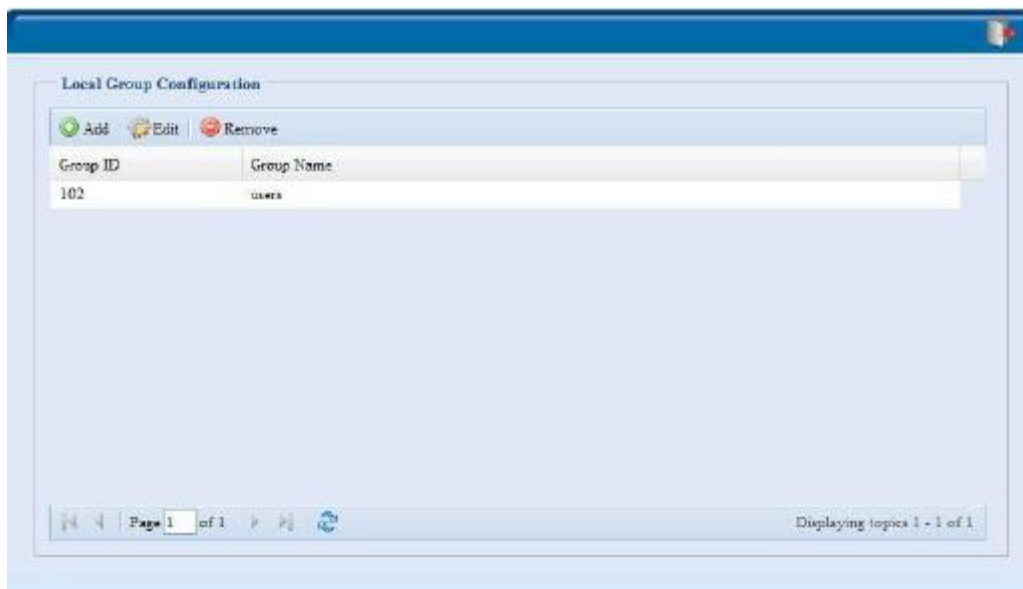 Local Group Configuration
Add Edit Remove
Group ID Group Name
102 users
Page 1 of 1 Displaying topics 1 - 1 of 1